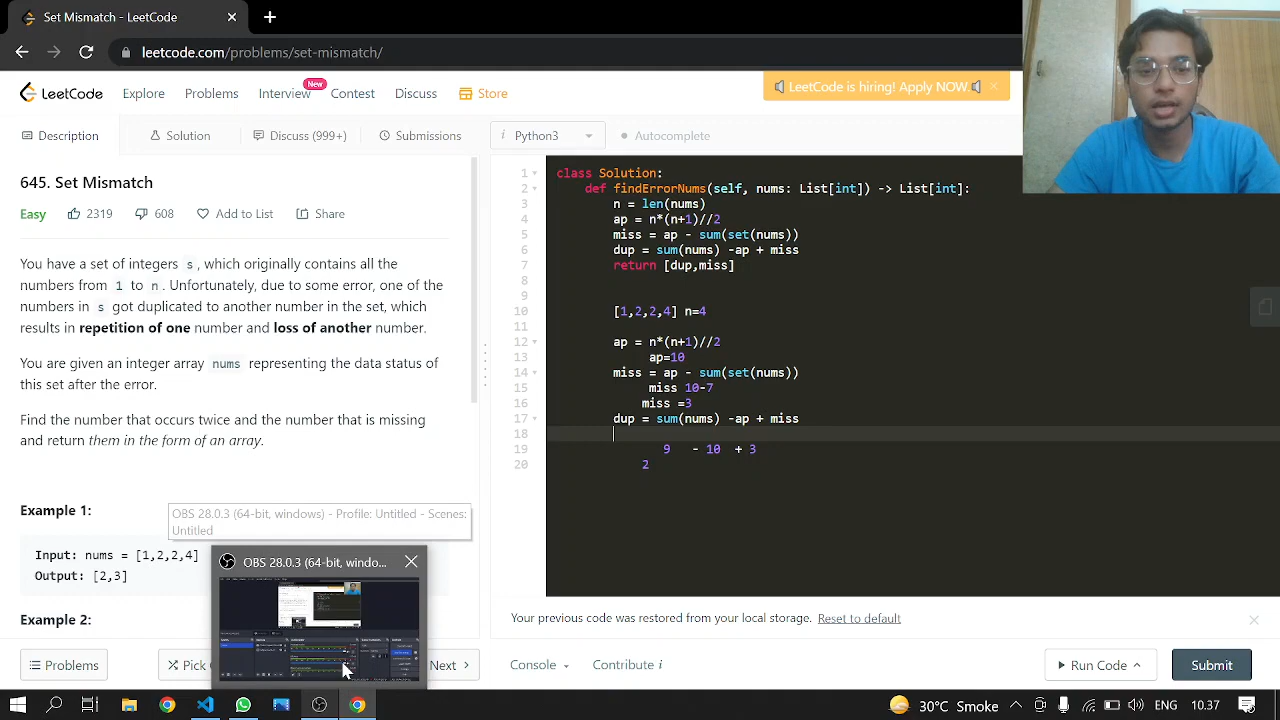 Set Mismatch - LeetCode
leetcode.com/problems/set-mismatch/
LeetCode Explore Problems Interview New Contest Discuss Store
LeetCode is hiring! Apply NOW.
Description Solution Discuss (999+) Submissions
i Python3 Autocomplete
645. Set Mismatch
Easy 2319 608 Add to List Share
You have a set of integers s, which originally contains all the
numbers from 1 to n. Unfortunately, due to some error, one of the
numbers in s got duplicated to another number in the set, which
results in repetition of one number and loss of another number.
You are given an integer array nums representing the data status of
this set after the error.
Find the number that occurs twice and the number that is missing
and return them in the form of an array.
Example 1:
Input: nums = [1,2,2,4]
Output: [2,3]
Example 2:
OBS 28.0.3 (64-bit, windows) - Profile: Untitled - Scenes:
Untitled
OBS 28.0.3 (64-bit, windo...
Problems Pick Next
1 class Solution:
2 def findErrorNums(self, nums: List[int]) -> List[int]:
3 n = len(nums)
4 ap = n*(n+1)//2
5 miss = ap - sum(set(nums))
6 dup = sum(nums) -ap + miss
7 return [dup,miss]
8
9
10 [1,2,2,4] n=4
11
12 ap = n*(n+1)//2
13 ap=10
14 miss = ap - sum(set(nums))
15 miss 10-7
16 miss =3
17 dup = sum(nums) -ap + miss
18
19 9 - 10 + 3
20 2
Your previous code was restored from your local storage. Reset to default
Console Contribute i Run Code Submit
30°C Smoke ENG 10.37